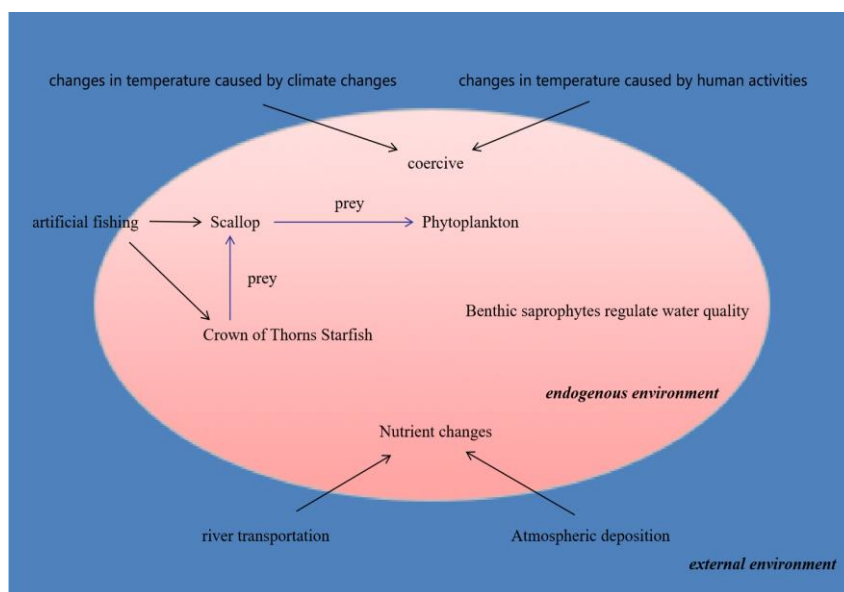 changes in temperature caused by climate changes
changes in temperature caused by human activities
coercive
prey
artificial fishing
Scallop
Phytoplankton
prey
Benthic saprophytes regulate water quality
Crown of Thorns Starfish
endogenous environment
Nutrient changes
river transportation
Atmospheric deposition
external environment